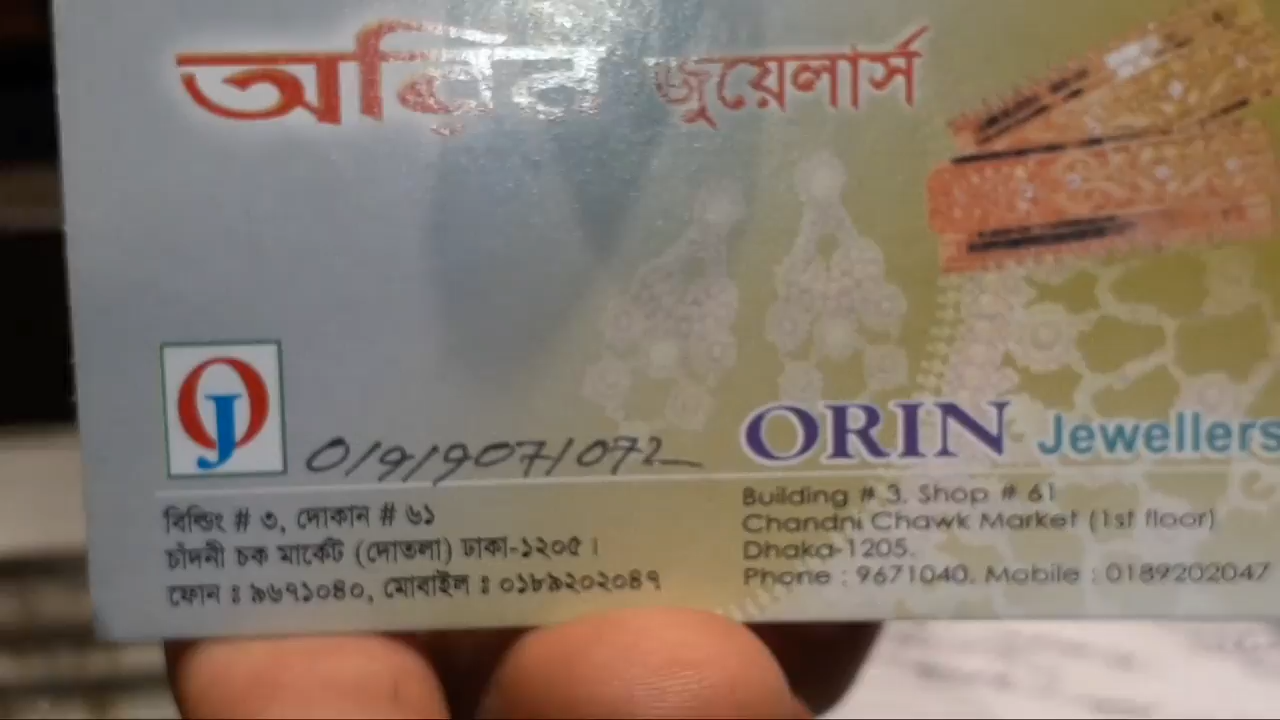 অরিন জুয়েলার্স
OJ
01919071072
ORIN Jewellers
বিল্ডিং # ৩, দোকান # ৬১
চাঁদনী চক মার্কেট (দোতলা) ঢাকা-১২০৫।
ফোন : ৯৬৭১০৪০, মোবাইল : ০১৮৯২০২০৪৭
Building # 3, Shop # 61
Chandni Chawk Market (1st floor)
Dhaka-1205.
Phone : 9671040, Mobile : 0189202047